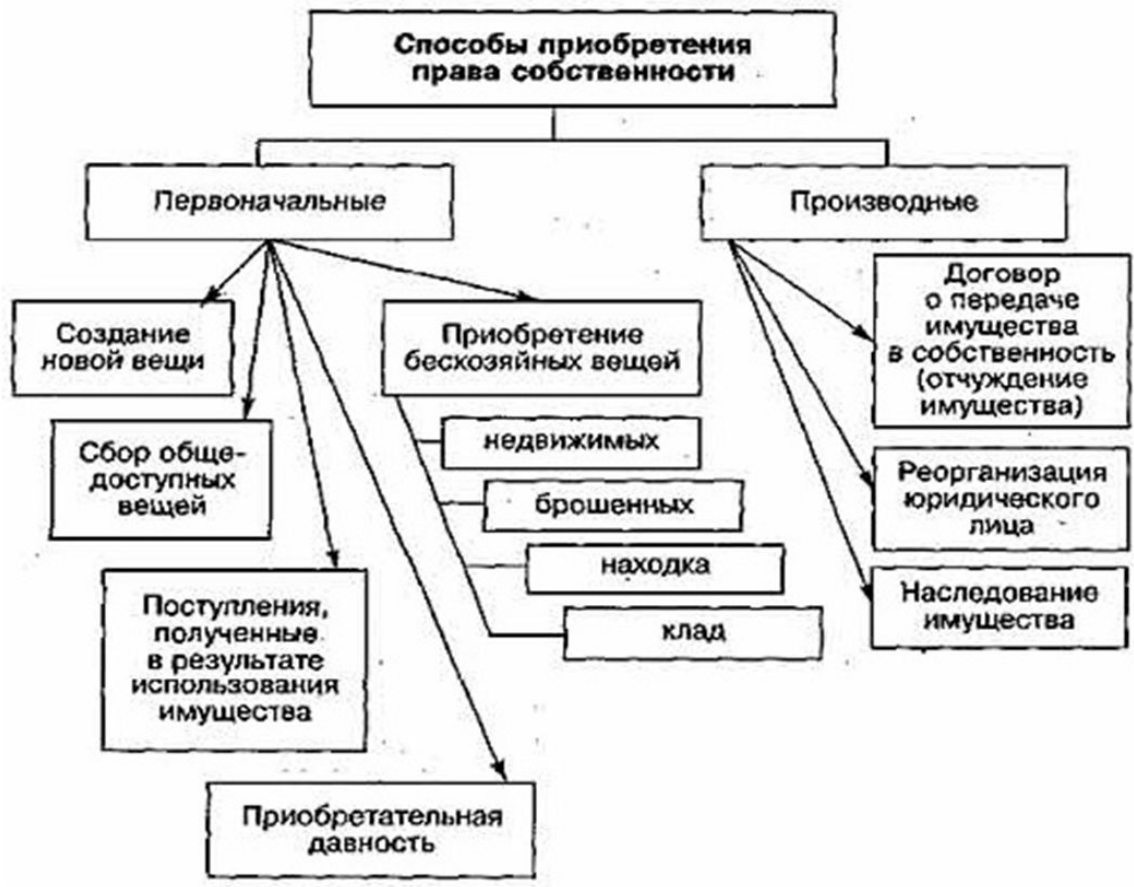 Способы приобретения
права собственности
Первоначальные
Производные
Создание
новой вещи
Сбор обще-
доступных
вещей
Поступления,
полученные
в результате
использования
имущества
Приобретательная
давность
Приобретение
бесхозяйных вещей
недвижимых
брошенных
находка
клад
Договор
о передаче
имущества
в собственность
(отчуждение
имущества)
Реорганизация
юридического
лица
Наследование
имущества